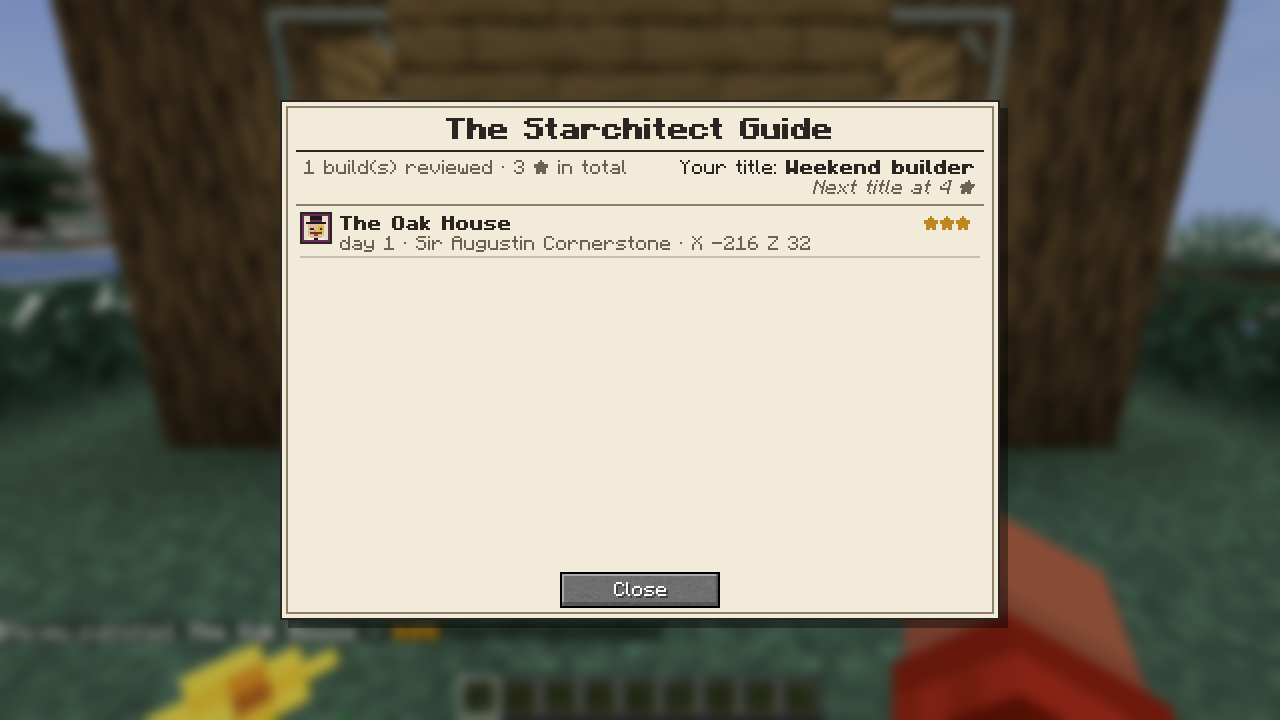 The Starchitect Guide
1 build(s) reviewed · 3 ★ in total
Your title: Weekend builder
Next title at 4 ★
The Oak House ★★★
day 1 · Sir Augustin Cornerstone · X -216 Z 32
Close